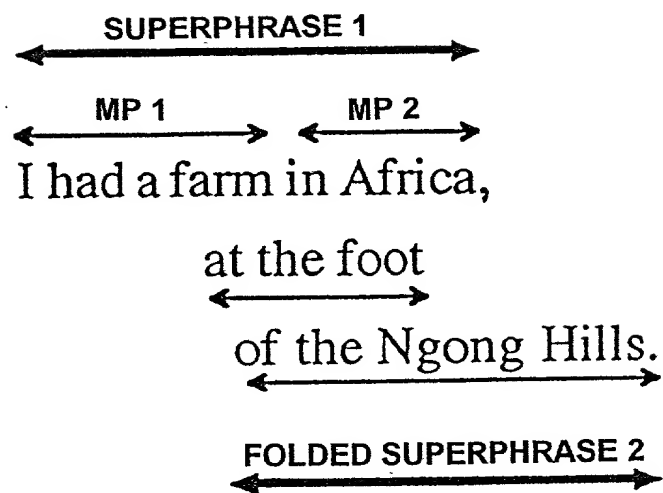 SUPERPHRASE 1
MP 1 MP 2
I had a farm in Africa,
at the foot
of the Ngong Hills.
FOLDED SUPERPHRASE 2